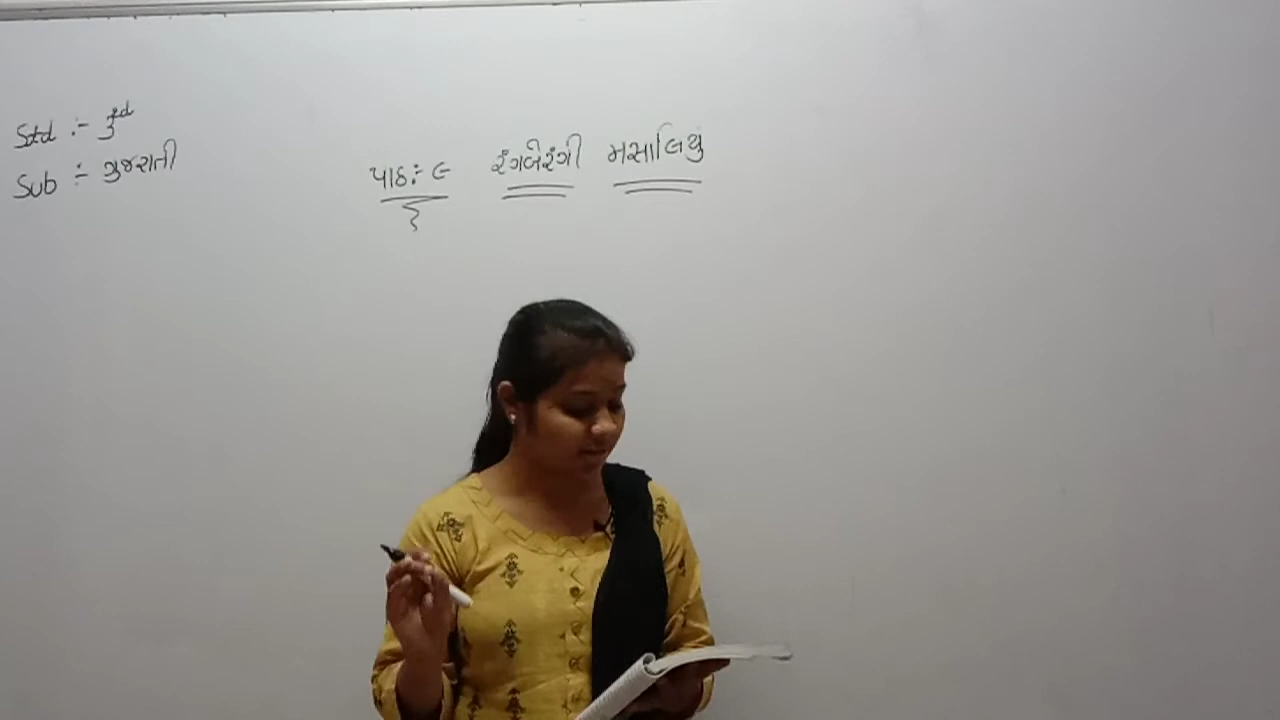 Std :- 3rd
Sub :- ગુજરાતી
પાઠ:- ૯ રંગબેરંગી મસાલિયું